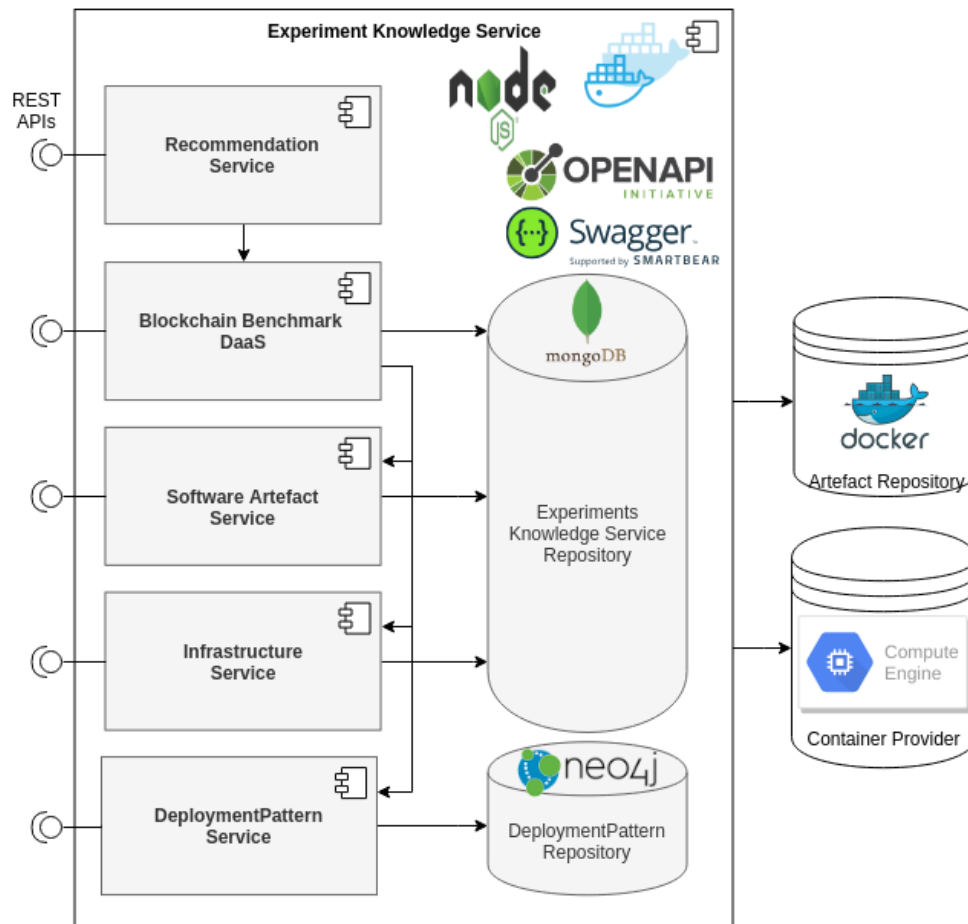 Experiment Knowledge Service
node
JS
REST
APIs
Recommendation
Service
OPENAPI
INITIATIVE
{···} Swagger™
Supported by SMARTBEAR
Blockchain Benchmark
DaaS
mongoDB
docker
Artefact Repository
Software Artefact
Service
Experiments
Knowledge Service
Repository
Infrastructure
Service
Compute
Engine
Container Provider
DeploymentPattern
Service
neo4j
DeploymentPattern
Repository